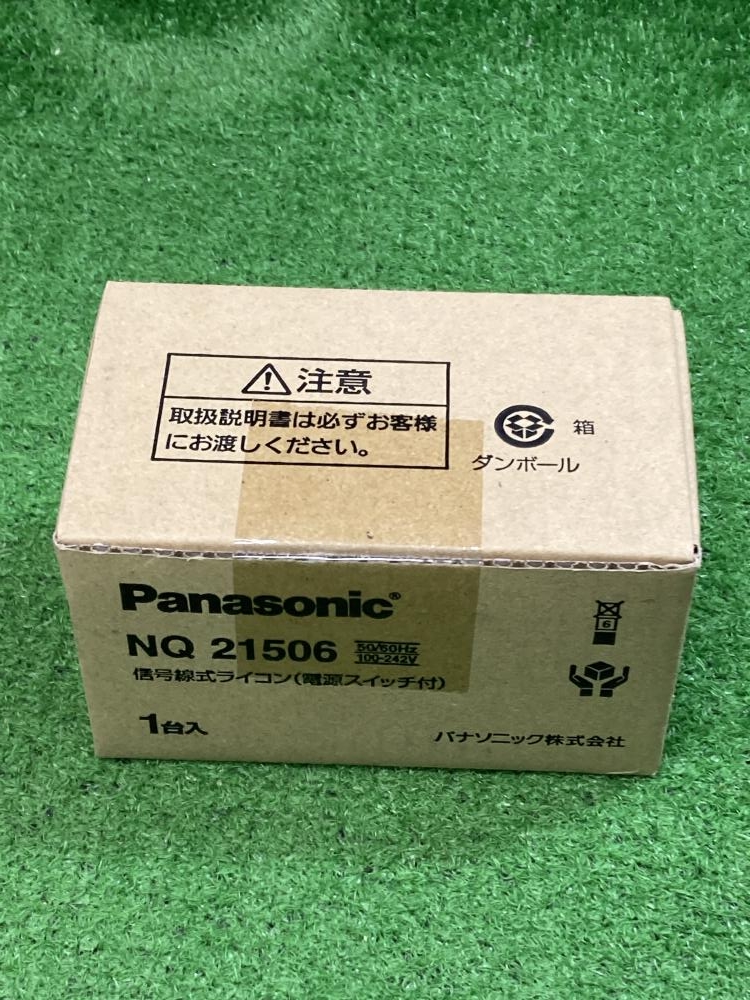 注意
取扱説明書は必ずお客様
にお渡しください。
箱
ダンボール
Panasonic®
NQ 21506 50/60Hz
100-242V
信号線式ライコン(電源スイッチ付)
6
1台入
パナソニック株式会社